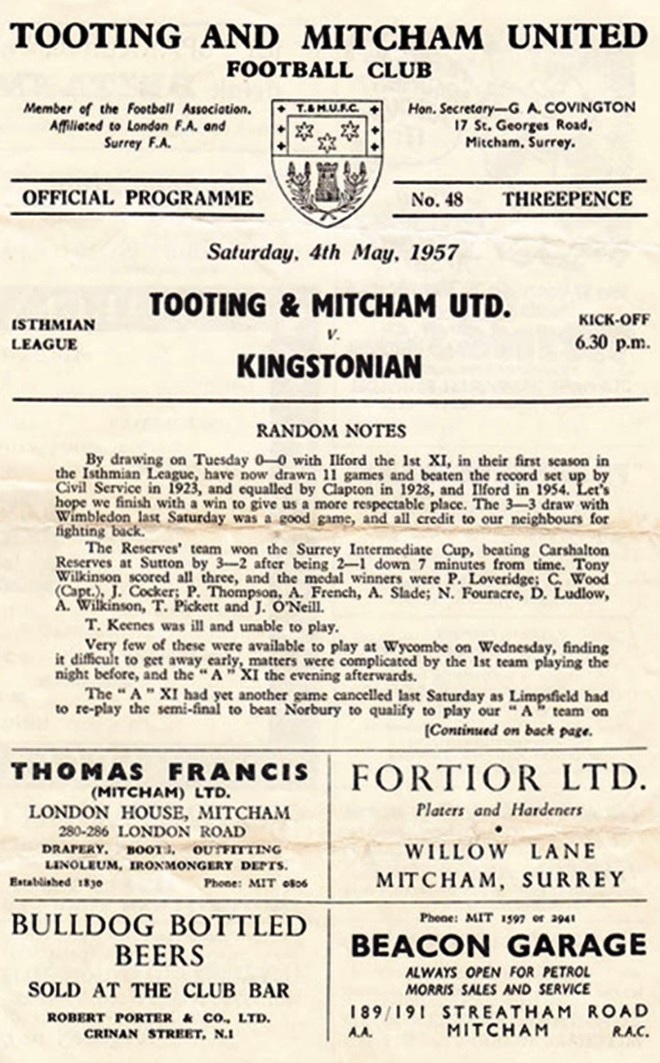 TOOTING AND MITCHAM UNITED
FOOTBALL CLUB
Member of the Football Association.
Affiliated to London F.A. and
Surrey F.A.
T. & M.U.F.C.
Hon. Secretary—G. A. COVINGTON
17 St. Georges Road,
Mitcham, Surrey.
OFFICIAL PROGRAMME
No. 48 THREEPENCE
Saturday, 4th May, 1957
ISTHMIAN
LEAGUE
TOOTING & MITCHAM UTD.
v.
KINGSTONIAN
KICK-OFF
6.30 p.m.
RANDOM NOTES
By drawing on Tuesday 0—0 with Ilford the 1st XI, in their first season in
the Isthmian League, have now drawn 11 games and beaten the record set up by
Civil Service in 1923, and equalled by Clapton in 1928, and Ilford in 1954. Let's
hope we finish with a win to give us a more respectable place. The 3—3 draw with
Wimbledon last Saturday was a good game, and all credit to our neighbours for
fighting back.
The Reserves' team won the Surrey Intermediate Cup, beating Carshalton
Reserves at Sutton by 3—2 after being 2—1 down 7 minutes from time. Tony
Wilkinson scored all three, and the medal winners were P. Loveridge; C. Wood
(Capt.), J. Cocker; P. Thompson, A. French, A. Slade; N. Fouracre, D. Ludlow,
A. Wilkinson, T. Pickett and J. O'Neill.
T. Keenes was ill and unable to play.
Very few of these were available to play at Wycombe on Wednesday, finding
it difficult to get away early, matters were complicated by the 1st team playing the
night before, and the "A" XI the evening afterwards.
The "A" XI had yet another game cancelled last Saturday as Limpsfield had
to re-play the semi-final to beat Norbury to qualify to play our "A" team on
[Continued on back page.
THOMAS FRANCIS
(MITCHAM) LTD.
LONDON HOUSE, MITCHAM
280-286 LONDON ROAD
DRAPERY, BOOTS, OUTFITTING
LINOLEUM, IRONMONGERY DEPTS.
Established 1830 Phone: MIT 0806
FORTIOR LTD.
Platers and Hardeners
•
WILLOW LANE
MITCHAM, SURREY
BULLDOG BOTTLED
BEERS
SOLD AT THE CLUB BAR
ROBERT PORTER & CO., LTD.
CRINAN STREET, N.1
Phone: MIT 1597 or 2941
BEACON GARAGE
ALWAYS OPEN FOR PETROL
MORRIS SALES AND SERVICE
189/191 STREATHAM ROAD
A.A. MITCHAM R.A.C.